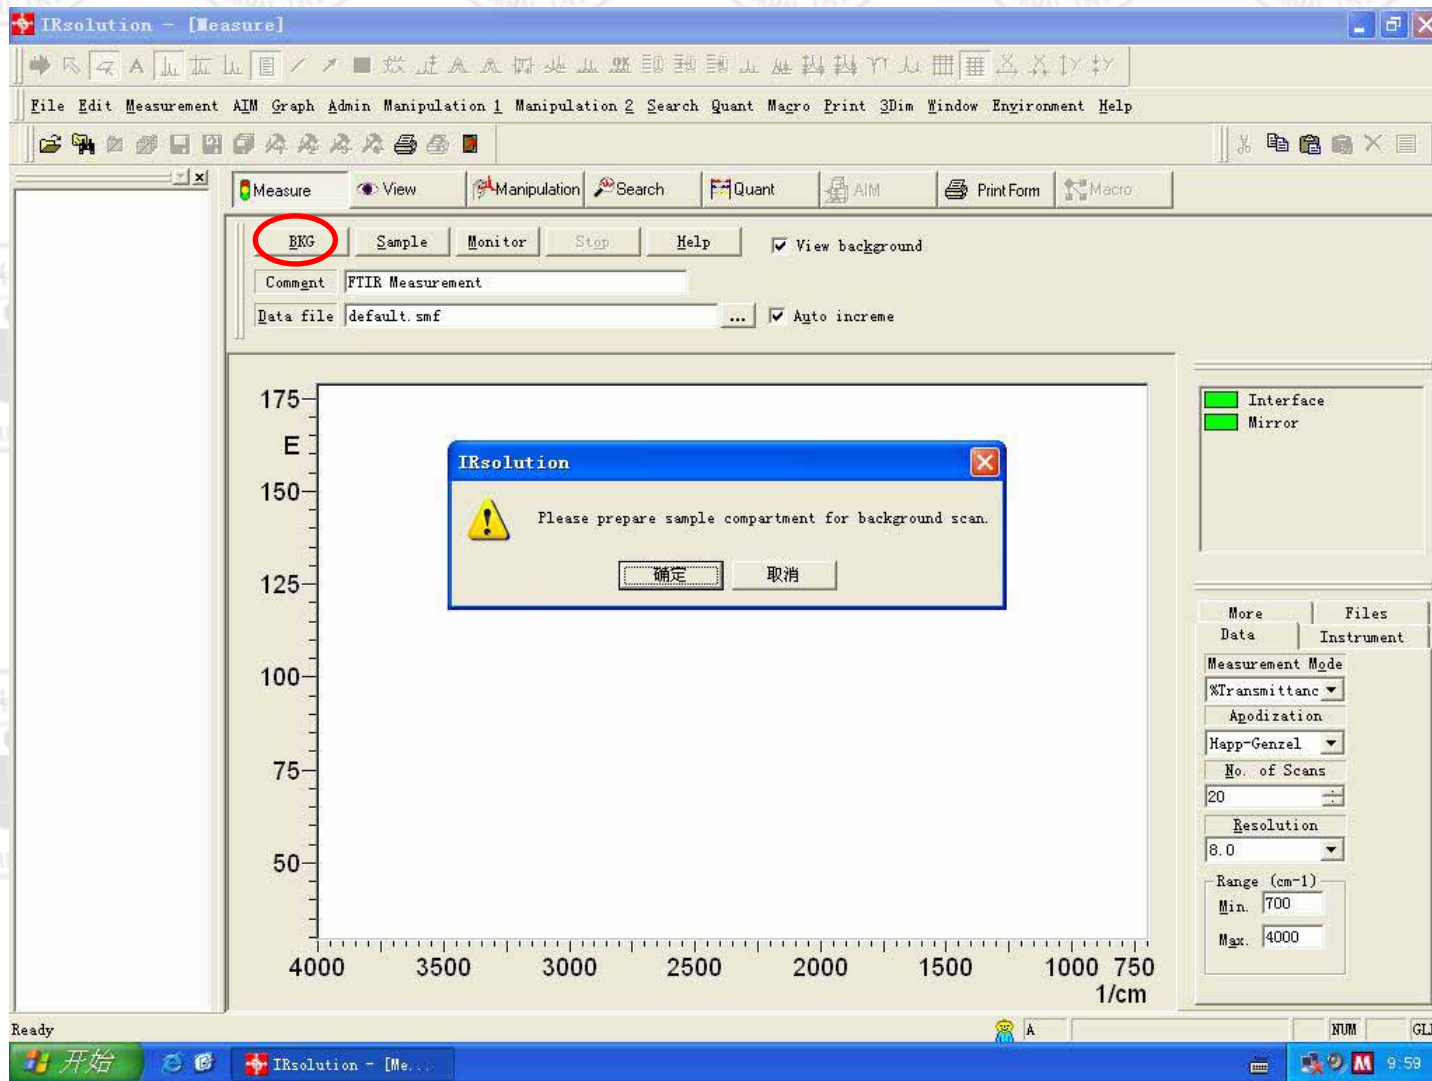 IRsolution - [Measure]
File Edit Measurement AIM Graph Admin Manipulation 1 Manipulation 2 Search Quant Macro Print 3Dim Window Environment Help
Measure View Manipulation Search Quant AIM Print Form Macro
BKG Sample Monitor Stop Help View background
Comment FTIR Measurement
Data file default.smf ... Auto increme
175
E
150
125
100
75
50
4000 3500 3000 2500 2000 1500 1000 750
1/cm
IRsolution
Please prepare sample compartment for background scan.
确定 取消
Interface
Mirror
More Files
Data Instrument
Measurement Mode
%Transmittanc
Apodization
Happ-Genzel
No. of Scans
20
Resolution
8.0
Range (cm-1)
Min. 700
Max. 4000
Ready A NUM
开始 IRsolution - [Me... 9:59